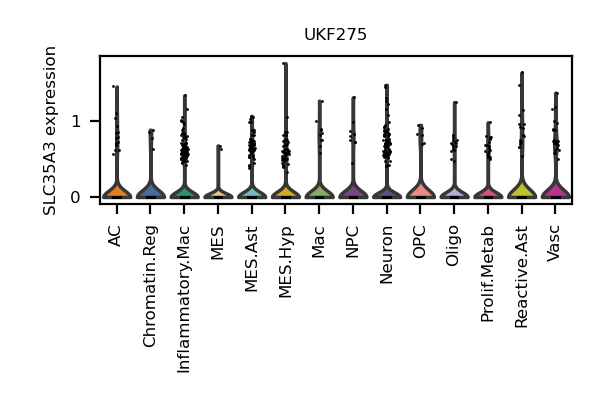 UKF275
SLC35A3 expression
1
0
AC
Chromatin.Reg
Inflammatory.Mac
MES
MES.Ast
MES.Hyp
Mac
NPC
Neuron
OPC
Oligo
Prolif.Metab
Reactive.Ast
Vasc